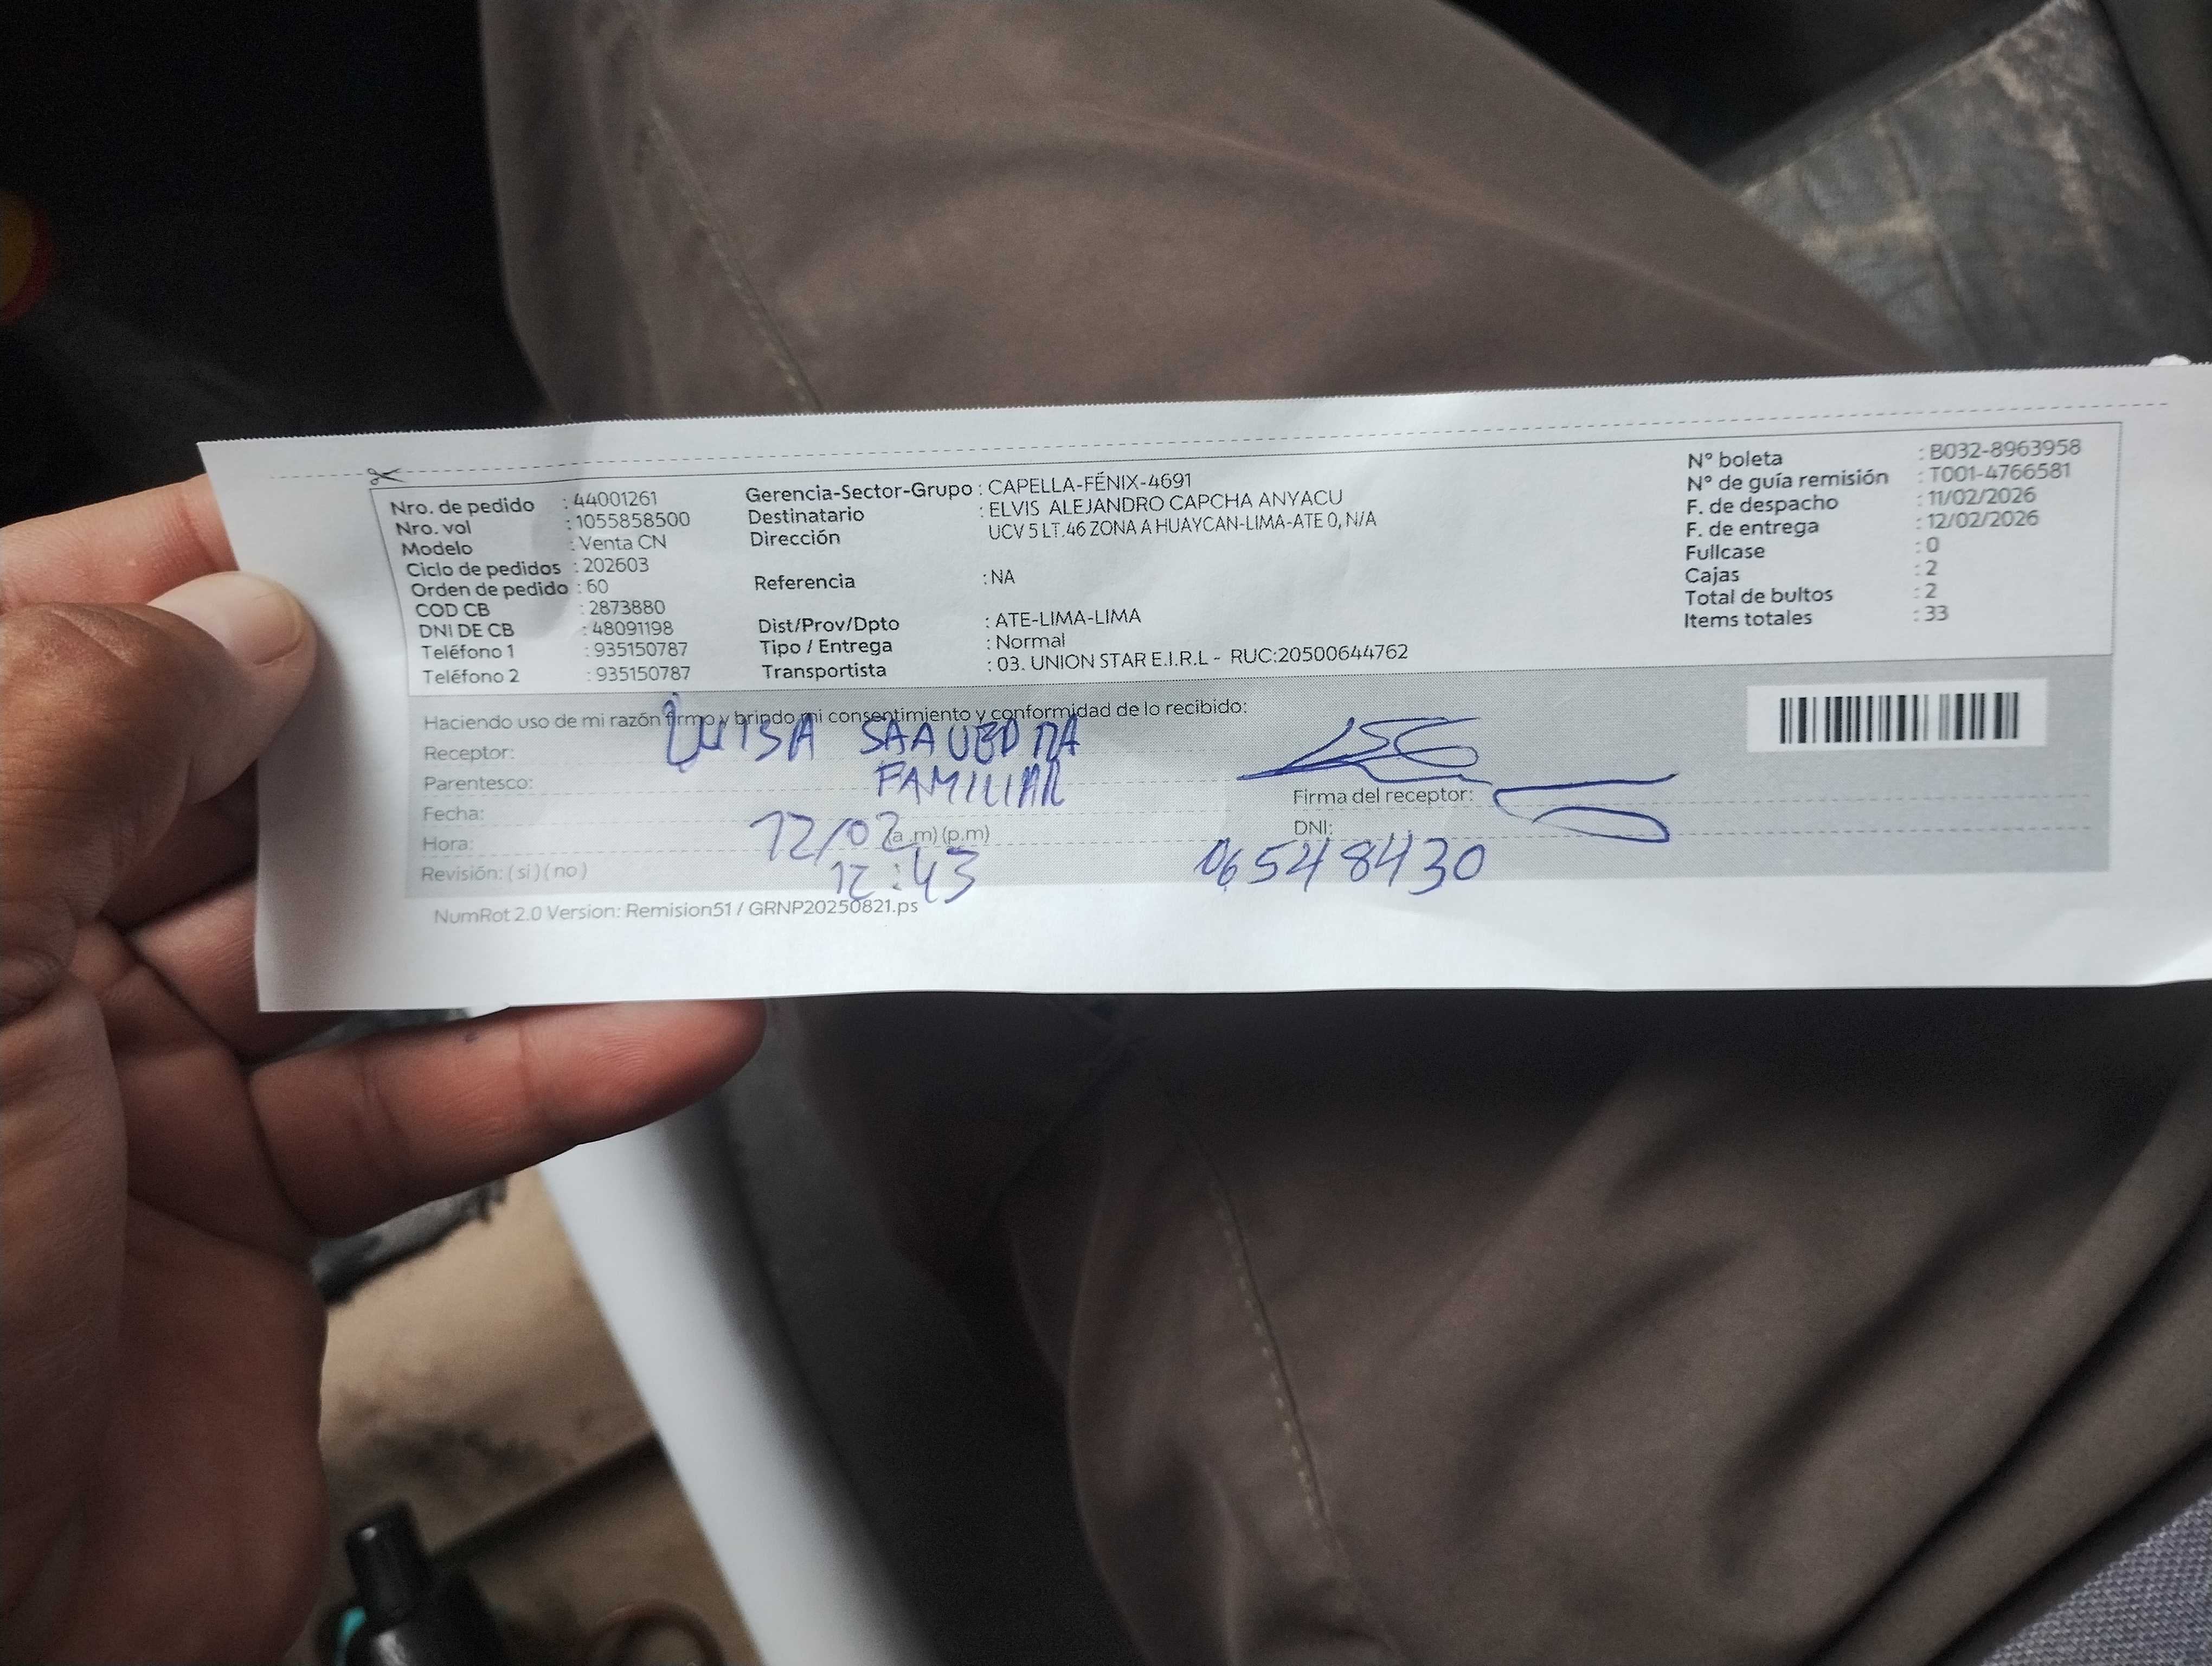 Nro. de pedido : 44001261
Nro. vol : 1055858500
Modelo : Venta CN
Ciclo de pedidos : 202603
Orden de pedido : 60
COD CB : 2873880
DNI DE CB : 48091198
Teléfono 1 : 935150787
Teléfono 2 : 935150787
Gerencia-Sector-Grupo : CAPELLA-FÉNIX-4691
Destinatario : ELVIS ALEJANDRO CAPCHA ANYACU
Dirección UCV 5 LT.46 ZONA A HUAYCAN-LIMA-ATE 0, N/A
Referencia : NA
Dist/Prov/Dpto : ATE-LIMA-LIMA
Tipo / Entrega : Normal
Transportista : 03. UNION STAR E.I.R.L - RUC:20500644762
N° boleta : B032-8963958
N° de guía remisión : T001-4766581
F. de despacho : 11/02/2026
F. de entrega : 12/02/2026
Fullcase : 0
Cajas : 2
Total de bultos : 2
Items totales : 33
Haciendo uso de mi razón firmo y brindo mi consentimiento y conformidad de lo recibido:
Receptor: LUISA SAAVEDRA
Parentesco: FAMILIAR
Fecha: 12/02
Hora: (a.m) (p.m)
12:43
Revisión: (si) (no)
Firma del receptor:
DNI:
06548430
NumRot 2.0 Version: Remision51 / GRNP20250821.ps